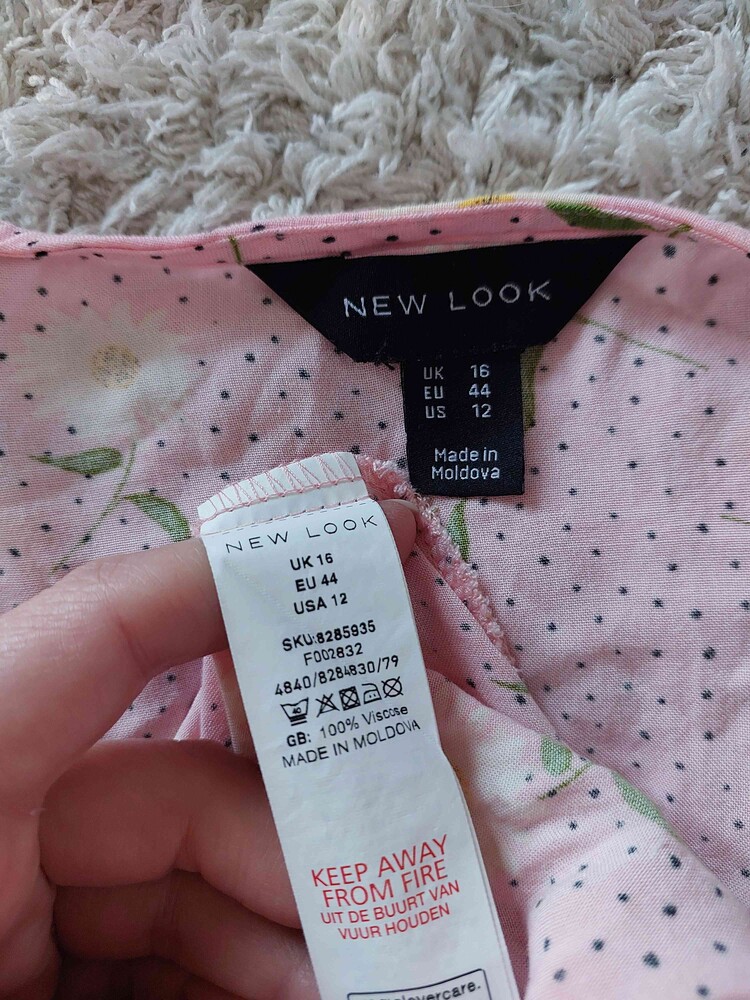 NEW LOOK
UK 16
EU 44
US 12
Made in
Moldova
NEW LOOK
UK 16
EU 44
USA 12
SKU:8285935
F002832
4840/8284830/79
40
GB: 100% Viscose
MADE IN MOLDOVA
KEEP AWAY
FROM FIRE
UIT DE BUURT VAN
VUUR HOUDEN